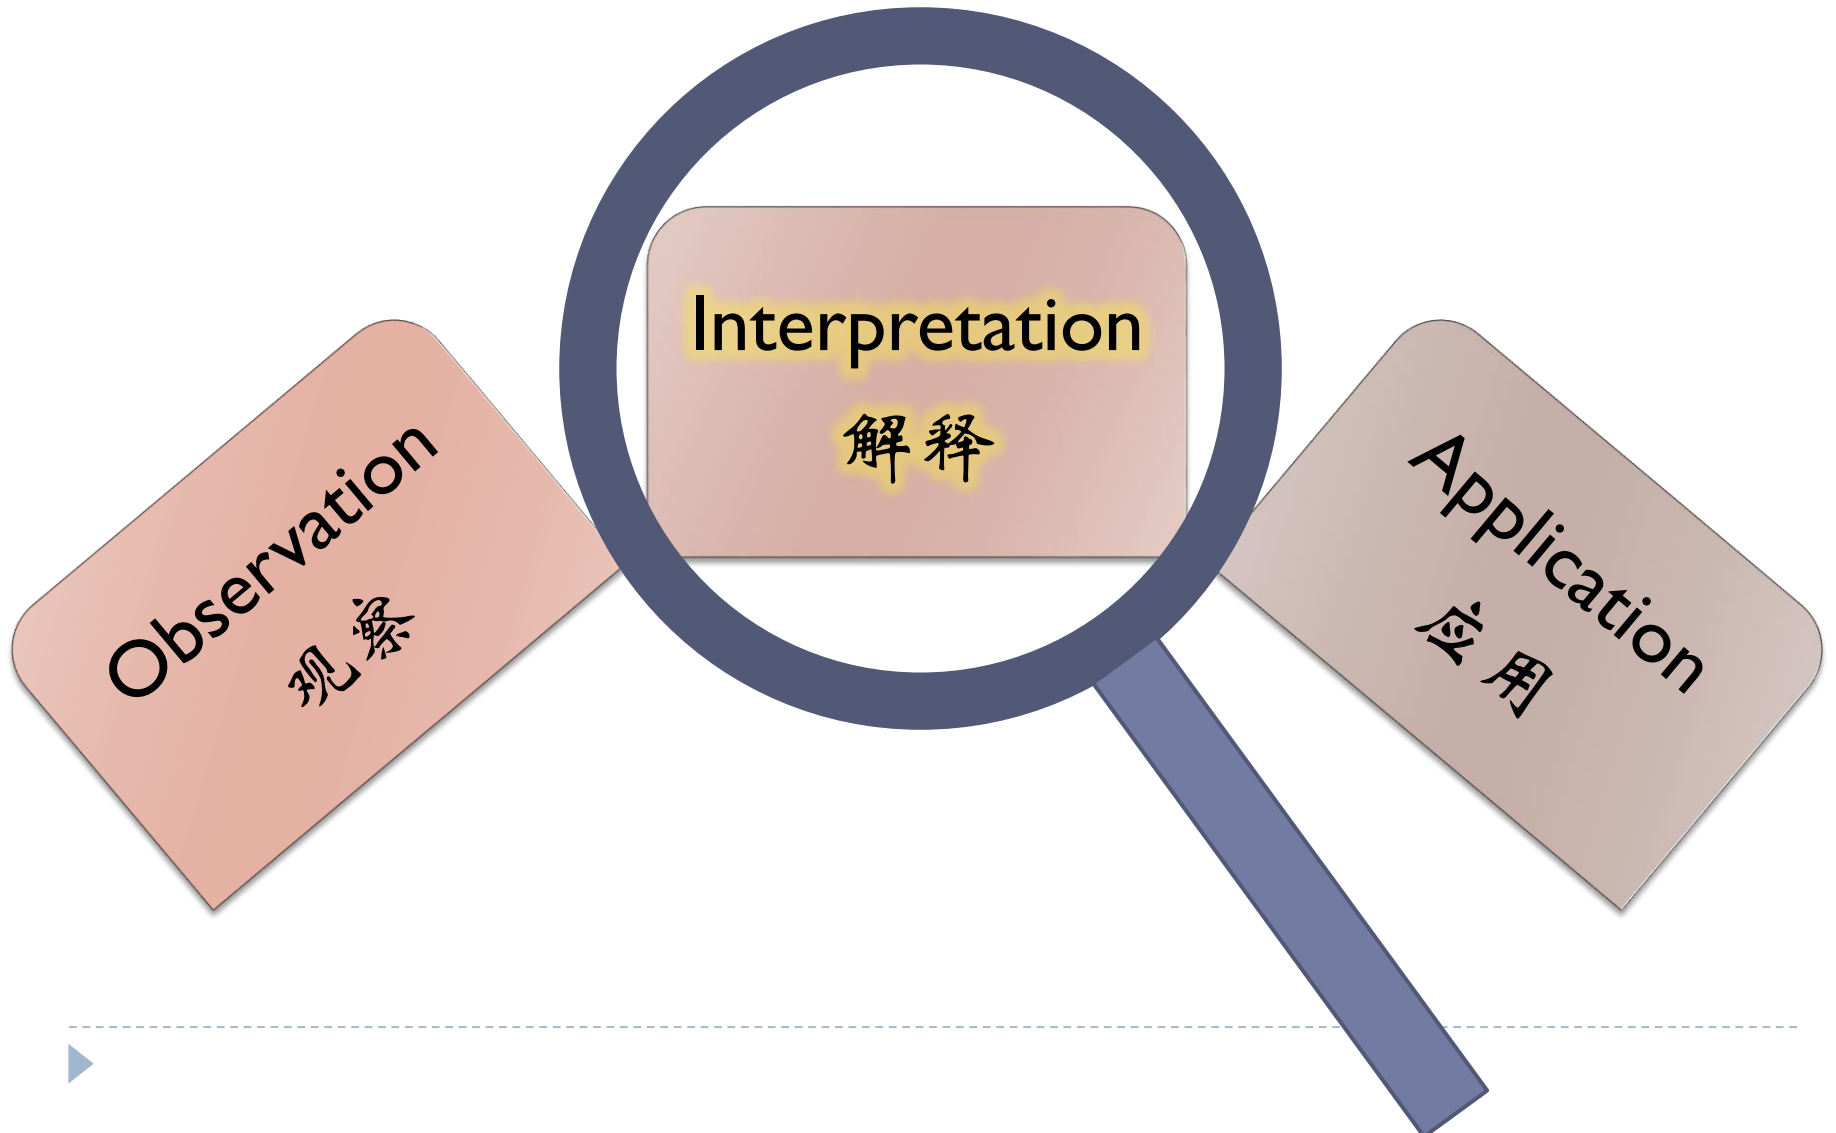 Observation
观察
Interpretation
解释
Application
应用